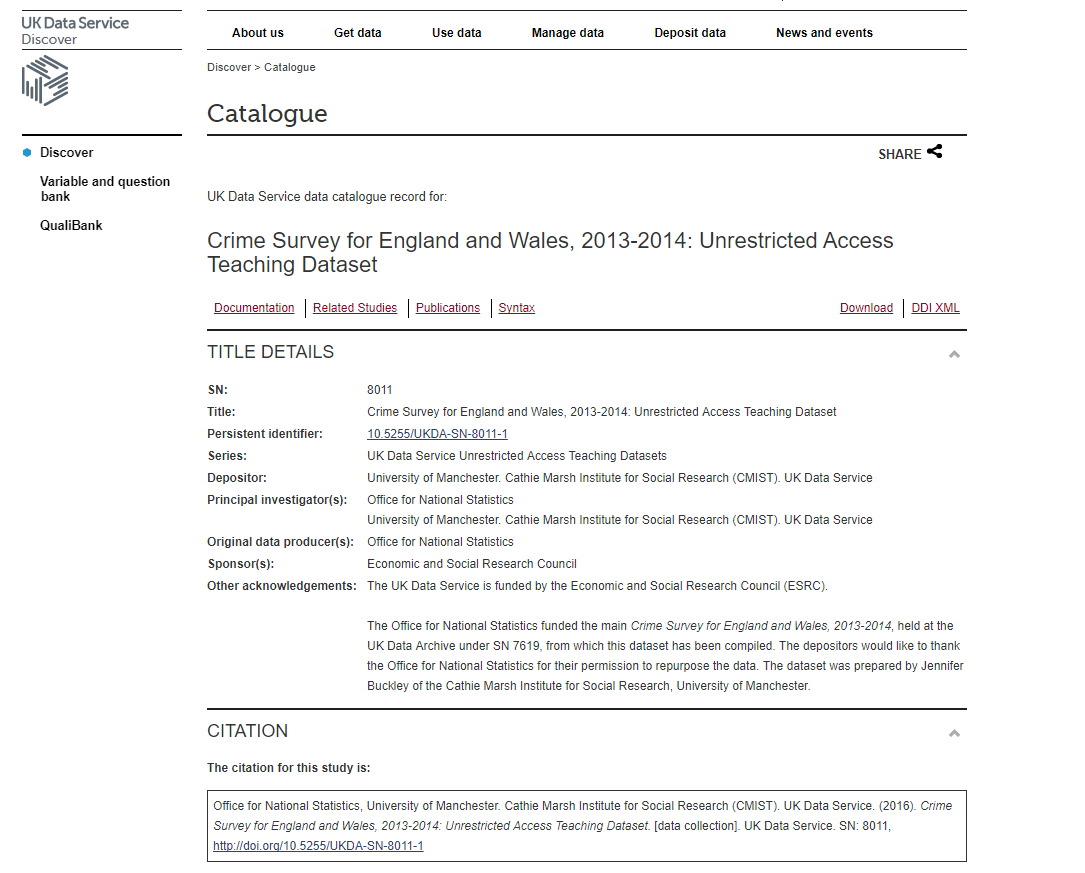 UK Data Service
Discover
About us Get data Use data Manage data Deposit data News and events
Discover > Catalogue
Catalogue
Discover
Variable and question
bank
QualiBank
SHARE
UK Data Service data catalogue record for:
Crime Survey for England and Wales, 2013-2014: Unrestricted Access
Teaching Dataset
Documentation Related Studies Publications Syntax Download DDI XML
TITLE DETAILS
SN: 8011
Title: Crime Survey for England and Wales, 2013-2014: Unrestricted Access Teaching Dataset
Persistent identifier: 10.5255/UKDA-SN-8011-1
Series: UK Data Service Unrestricted Access Teaching Datasets
Depositor: University of Manchester. Cathie Marsh Institute for Social Research (CMIST). UK Data Service
Principal investigator(s): Office for National Statistics
University of Manchester. Cathie Marsh Institute for Social Research (CMIST). UK Data Service
Original data producer(s): Office for National Statistics
Sponsor(s): Economic and Social Research Council
Other acknowledgements: The UK Data Service is funded by the Economic and Social Research Council (ESRC).
The Office for National Statistics funded the main Crime Survey for England and Wales, 2013-2014, held at the
UK Data Archive under SN 7619, from which this dataset has been compiled. The depositors would like to thank
the Office for National Statistics for their permission to repurpose the data. The dataset was prepared by Jennifer
Buckley of the Cathie Marsh Institute for Social Research, University of Manchester.
CITATION
The citation for this study is:
Office for National Statistics, University of Manchester. Cathie Marsh Institute for Social Research (CMIST). UK Data Service. (2016). Crime
Survey for England and Wales, 2013-2014: Unrestricted Access Teaching Dataset. [data collection]. UK Data Service. SN: 8011,
http://doi.org/10.5255/UKDA-SN-8011-1